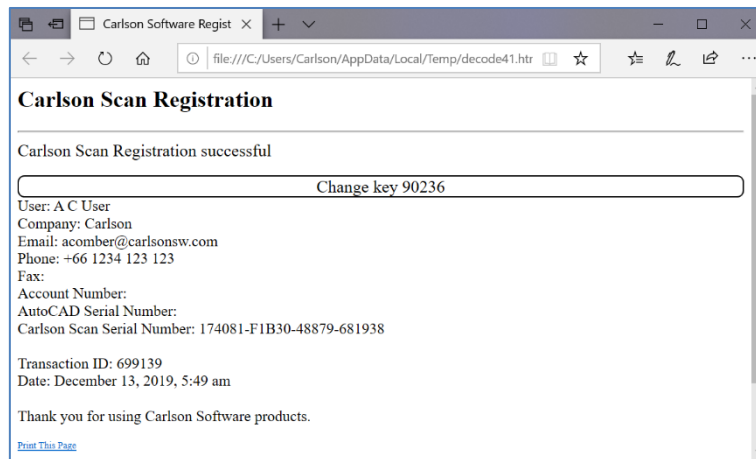 Carlson Software Regist
file:///C:/Users/Carlson/AppData/Local/Temp/decode41.htr
Carlson Scan Registration
Carlson Scan Registration successful
Change key 90236
User: A C User
Company: Carlson
Email: acomber@carlsonsw.com
Phone: +66 1234 123 123
Fax:
Account Number:
AutoCAD Serial Number:
Carlson Scan Serial Number: 174081-F1B30-48879-681938
Transaction ID: 699139
Date: December 13, 2019, 5:49 am
Thank you for using Carlson Software products.
Print This Page